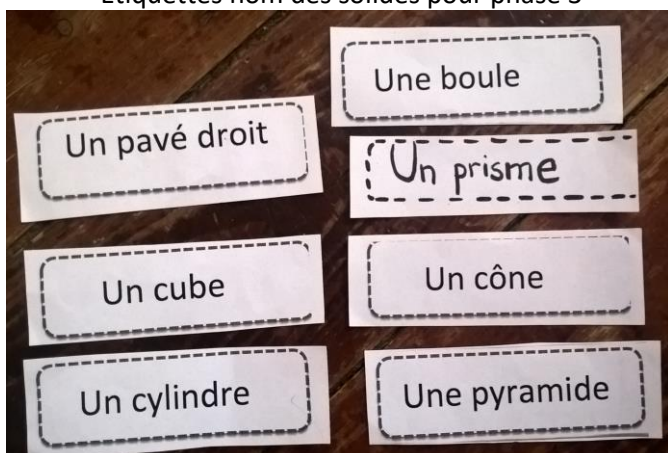 Etiquettes nom des solides pour phase 3
Une boule
Un pavé droit
Un prisme
Un cube
Un cône
Un cylindre
Une pyramide